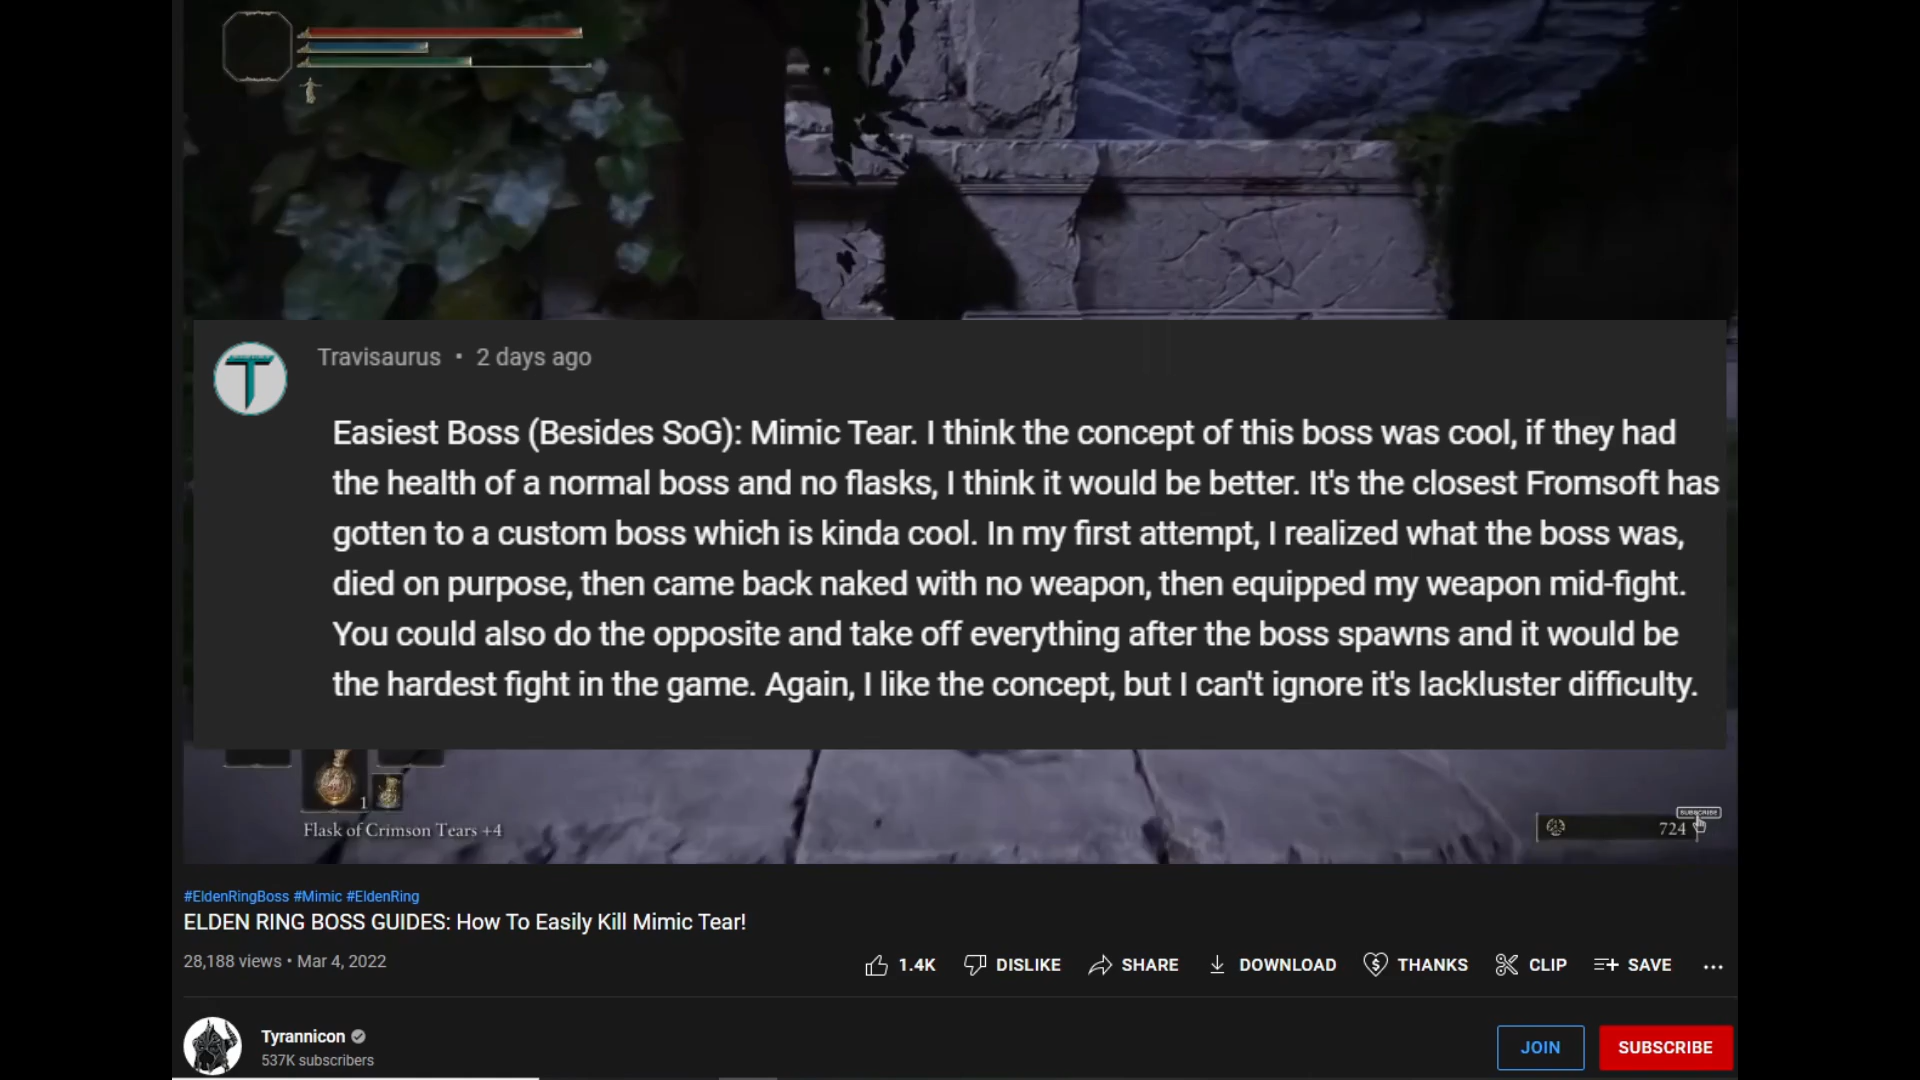 Travisaurus • 2 days ago
Easiest Boss (Besides SoG): Mimic Tear. I think the concept of this boss was cool, if they had
the health of a normal boss and no flasks, I think it would be better. It's the closest Fromsoft has
gotten to a custom boss which is kinda cool. In my first attempt, I realized what the boss was,
died on purpose, then came back naked with no weapon, then equipped my weapon mid-fight.
You could also do the opposite and take off everything after the boss spawns and it would be
the hardest fight in the game. Again, I like the concept, but I can't ignore it's lackluster difficulty.
1
Flask of Crimson Tears +4
SUBSCRIBE
724
#EldenRingBoss #Mimic #EldenRing
ELDEN RING BOSS GUIDES: How To Easily Kill Mimic Tear!
28,188 views • Mar 4, 2022
1.4K DISLIKE SHARE DOWNLOAD THANKS CLIP SAVE ...
Tyrannicon
537K subscribers
JOIN SUBSCRIBE